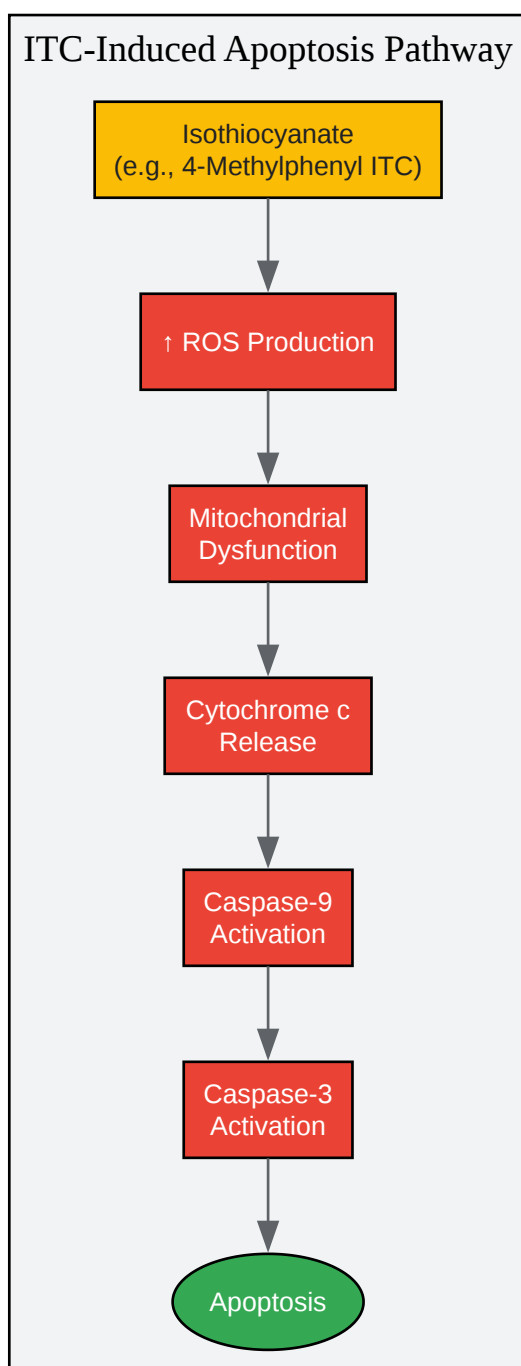 ITC-Induced Apoptosis Pathway
Isothiocyanate
(e.g., 4-Methylphenyl ITC)
↑ ROS Production
Mitochondrial
Dysfunction
Cytochrome c
Release
Caspase-9
Activation
Caspase-3
Activation
Apoptosis